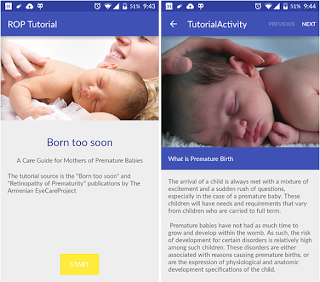 51% 9:43
ROP Tutorial
Born too soon
A Care Guide for Mothers of Premature Babies
The tutorial source is the "Born too soon" and
"Retinopathy of Prematurity" publications by The
Armenian EyeCareProject
START
51% 9:44
TutorialActivity
PREVIOUS NEXT
What is Premature Birth
The arrival of a child is always met with a mixture of
excitement and a sudden rush of questions,
especially in the case of a premature baby. These
children will have needs and requirements that vary
from children who are carried to full term.
Premature babies have not had as much time to
grow and develop within the womb. As such, the risk
of development for certain disorders is relatively high
among such children. These disorders are either
associated with reasons causing premature births, or
are the expression of physiological and anatomic
development specifications of the child.